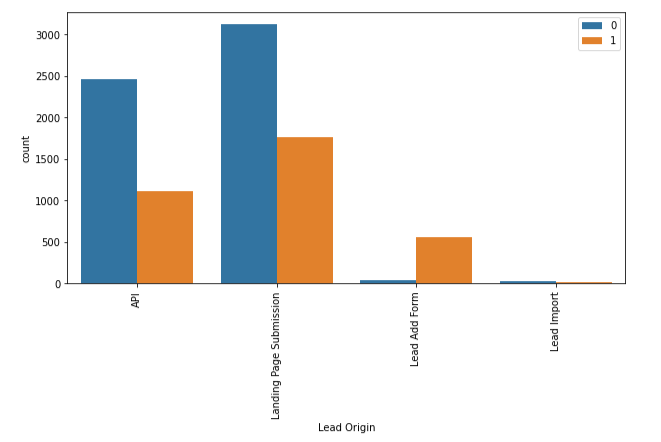 3000
2500
2000
1500
1000
500
0
count
0
1
API
Landing Page Submission
Lead Add Form
Lead Import
Lead Origin